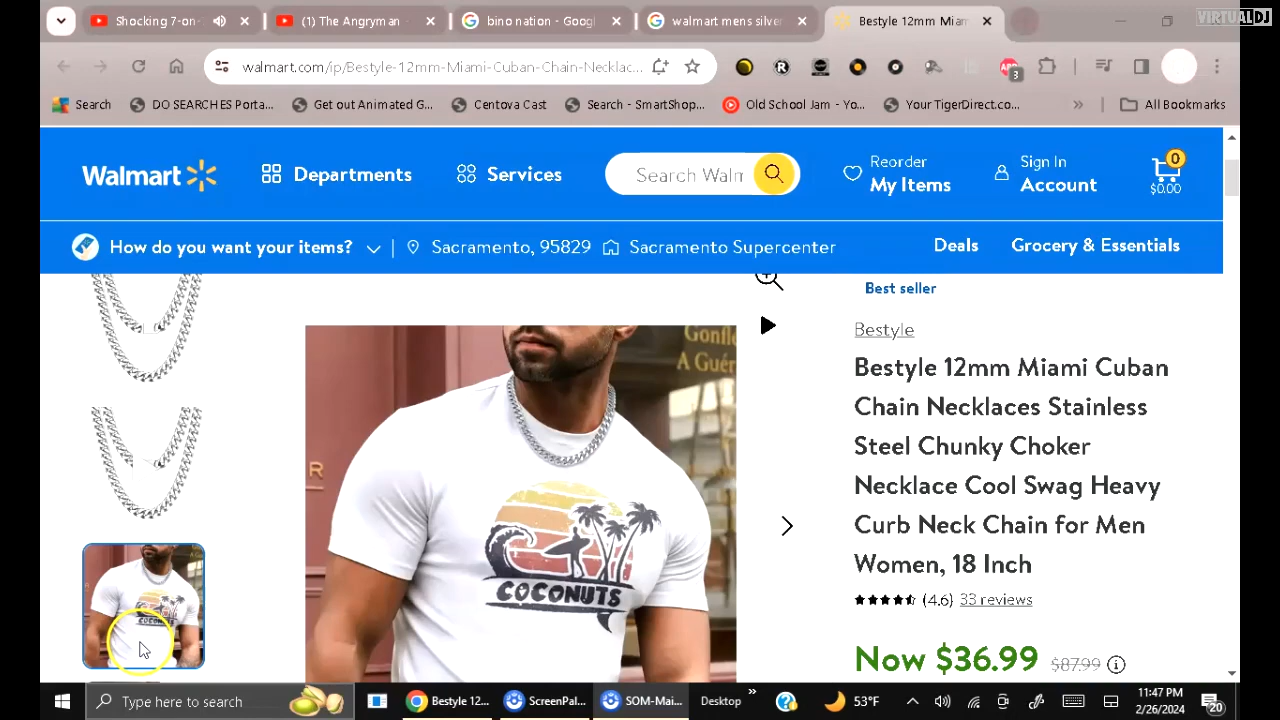 VIRTUALDJ
Shocking 7-on-
(1) The Angryman
bino nation - Googl
walmart mens silver
Bestyle 12mm Miam
walmart.com/ip/Bestyle-12mm-Miami-Cuban-Chain-Necklac...
3
Search
DO SEARCHES Porta...
Get out Animated G...
Centova Cast
Search - SmartShop...
Old School Jam - Yo...
Your TigerDirect.co...
All Bookmarks
Walmart
Departments
Services
Search Walm
Reorder
My Items
Sign In
Account
0
$0.00
How do you want your items?
Sacramento, 95829
Sacramento Supercenter
Deals
Grocery & Essentials
Best seller
Bestyle
Bestyle 12mm Miami Cuban
Chain Necklaces Stainless
Steel Chunky Choker
Necklace Cool Swag Heavy
Curb Neck Chain for Men
Women, 18 Inch
(4.6) 33 reviews
Now $36.99 $87.99
Gonfle
A Guér
R
COCONUTS
Type here to search
Bestyle 12...
ScreenPal...
SOM-Mai...
Desktop
53°F
11:47 PM
2/26/2024
20